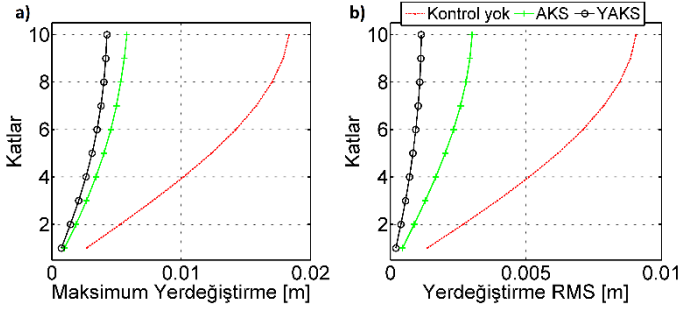 a)
10
8
6
4
2
Katlar
0
0.01
0.02
Maksimum Yerdeğiştirme [m]
b)
Kontrol yok
AKS
YAKS
10
8
6
4
2
Katlar
0
0.005
0.01
Yerdeğiştirme RMS [m]